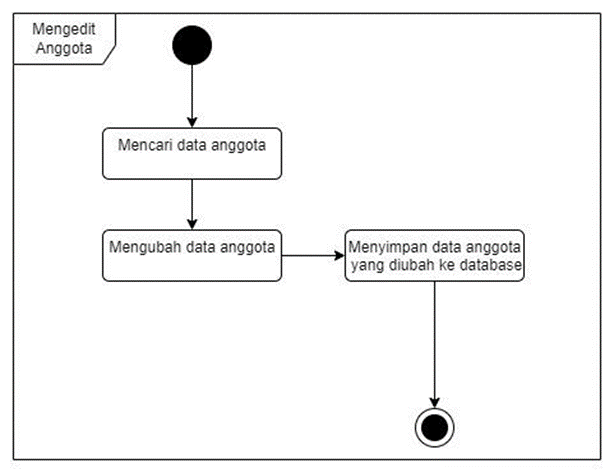 Mengedit
Anggota
Mencari data anggota
Mengubah data anggota
Menyimpan data anggota
yang diubah ke database